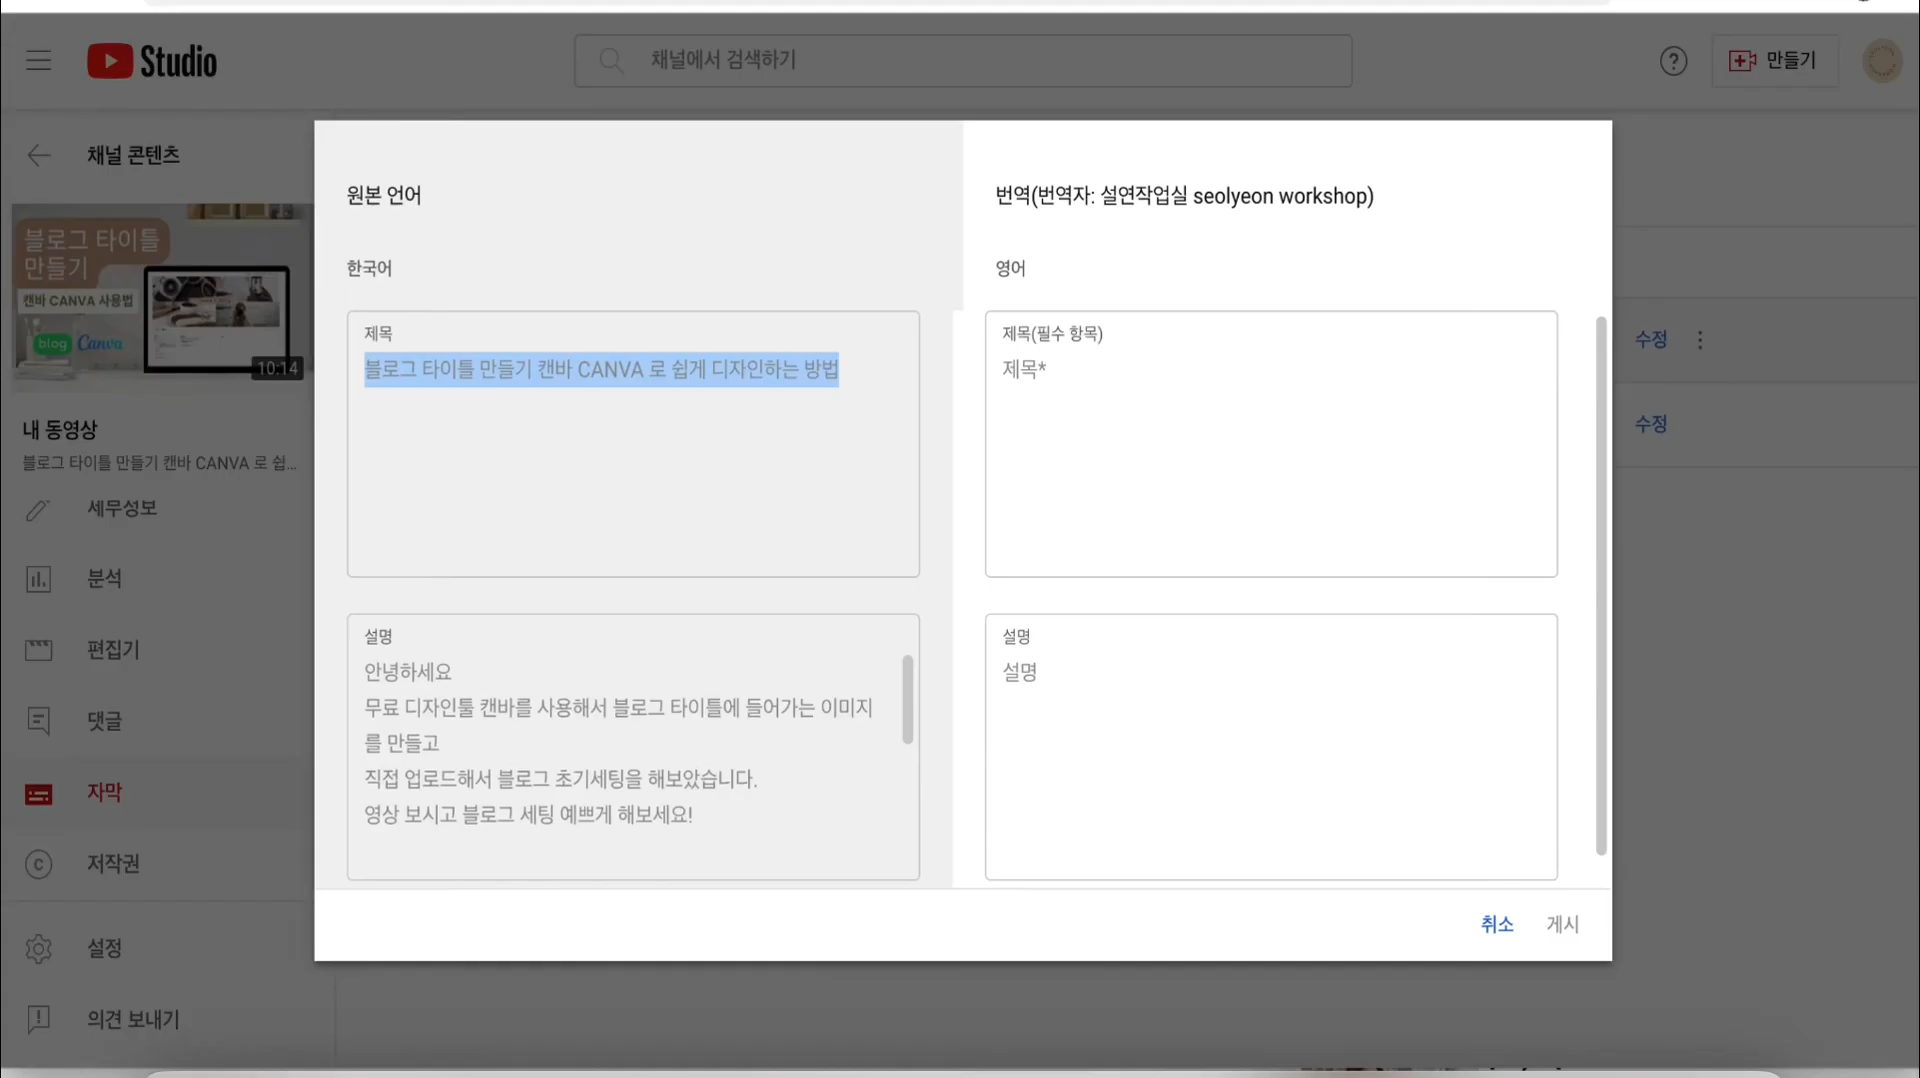 Studio
채널에서 검색하기
만들기
채널 콘텐츠
블로그 타이틀
만들기
캔바 CANVA 사용법
blog Canva
10:14
내 동영상
블로그 타이틀 만들기 캔바 CANVA 로 쉽...
세무성보
분석
편집기
댓글
자막
저작권
설정
의견 보내기
원본 언어
한국어
제목
블로그 타이틀 만들기 캔바 CANVA 로 쉽게 디자인하는 방법
설명
안녕하세요
무료 디자인툴 캔바를 사용해서 블로그 타이틀에 들어가는 이미지
를 만들고
직접 업로드해서 블로그 초기세팅을 해보았습니다.
영상 보시고 블로그 세팅 예쁘게 해보세요!
번역(번역자: 설연작업실 seolyeon workshop)
영어
제목(필수 항목)
제목*
설명
설명
취소
게시
수정
수정